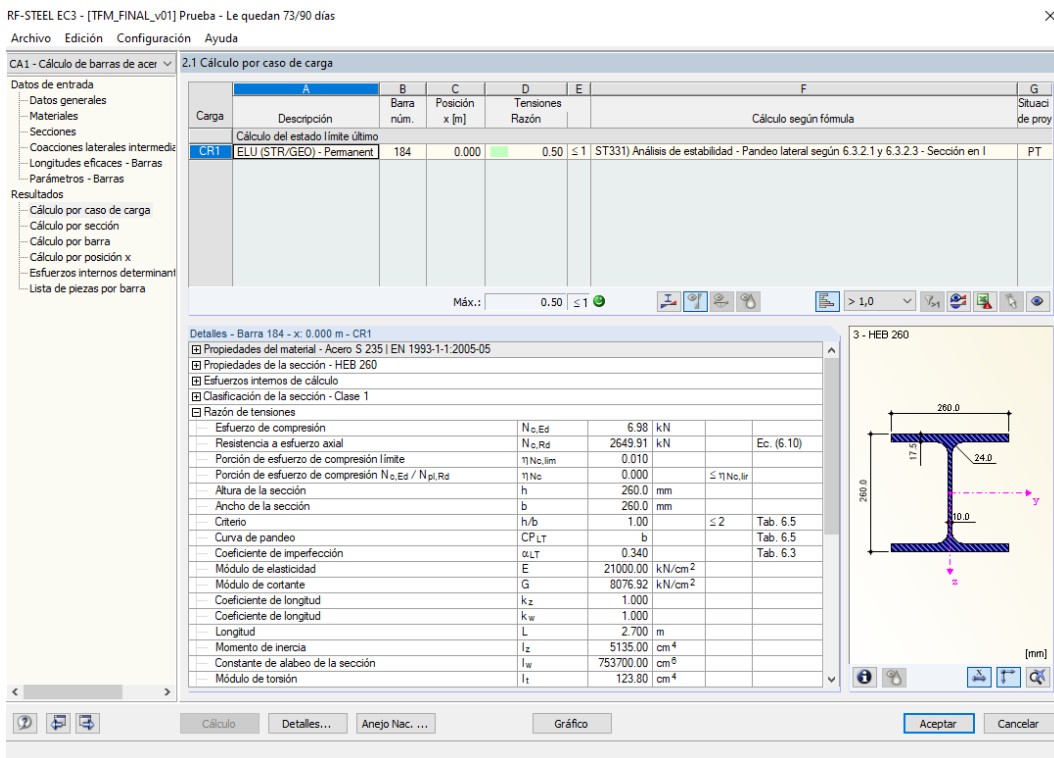 RF-STEEL EC3 - [TFM_FINAL_v01] Prueba - Le quedan 73/90 días
Archivo Edición Configuración Ayuda
CA1 - Cálculo de barras de acer
2.1 Cálculo por caso de carga
Datos de entrada
Datos generales
Materiales
Secciones
Coacciones laterales intermedia
Longitudes eficaces - Barras
Parámetros - Barras
Resultados
Cálculo por caso de carga
Cálculo por sección
Cálculo por barra
Cálculo por posición x
Esfuerzos internos determinant
Lista de piezas por barra
A B C D E F G
Barra Posición Tensiones Situaci
Carga Descripción núm. x [m] Razón Cálculo según fórmula de proy
Cálculo del estado límite último
CR1 ELU (STR/GEO) - Permanent 184 0.000 0.50 ≤ 1 ST331) Análisis de estabilidad - Pandeo lateral según 6.3.2.1 y 6.3.2.3 - Sección en I PT
Máx.: 0.50 ≤ 1 > 1,0
Detalles - Barra 184 - x: 0.000 m - CR1
Propiedades del material - Acero S 235 | EN 1993-1-1:2005-05
Propiedades de la sección - HEB 260
Esfuerzos internos de cálculo
Clasificación de la sección - Clase 1
Razón de tensiones
Esfuerzo de compresión Nc,Ed 6.98 kN
Resistencia a esfuerzo axial Nc,Rd 2649.91 kN Ec. (6.10)
Porción de esfuerzo de compresión límite ηNc,lim 0.010
Porción de esfuerzo de compresión Nc,Ed / Npl,Rd ηNc 0.000 ≤ ηNc,lir
Altura de la sección h 260.0 mm
Ancho de la sección b 260.0 mm
Criterio h/b 1.00 ≤ 2 Tab. 6.5
Curva de pandeo CPLT b Tab. 6.5
Coeficiente de imperfección αLT 0.340 Tab. 6.3
Módulo de elasticidad E 21000.00 kN/cm2
Módulo de cortante G 8076.92 kN/cm2
Coeficiente de longitud kz 1.000
Coeficiente de longitud kw 1.000
Longitud L 2.700 m
Momento de inercia Iz 5135.00 cm4
Constante de alabeo de la sección Iw 753700.00 cm6
Módulo de torsión It 123.80 cm4
3 - HEB 260
260.0
17.5
24.0
260.0
y
10.0
z
[mm]
Cálculo Detalles... Anejo Nac. ... Gráfico Aceptar Cancelar